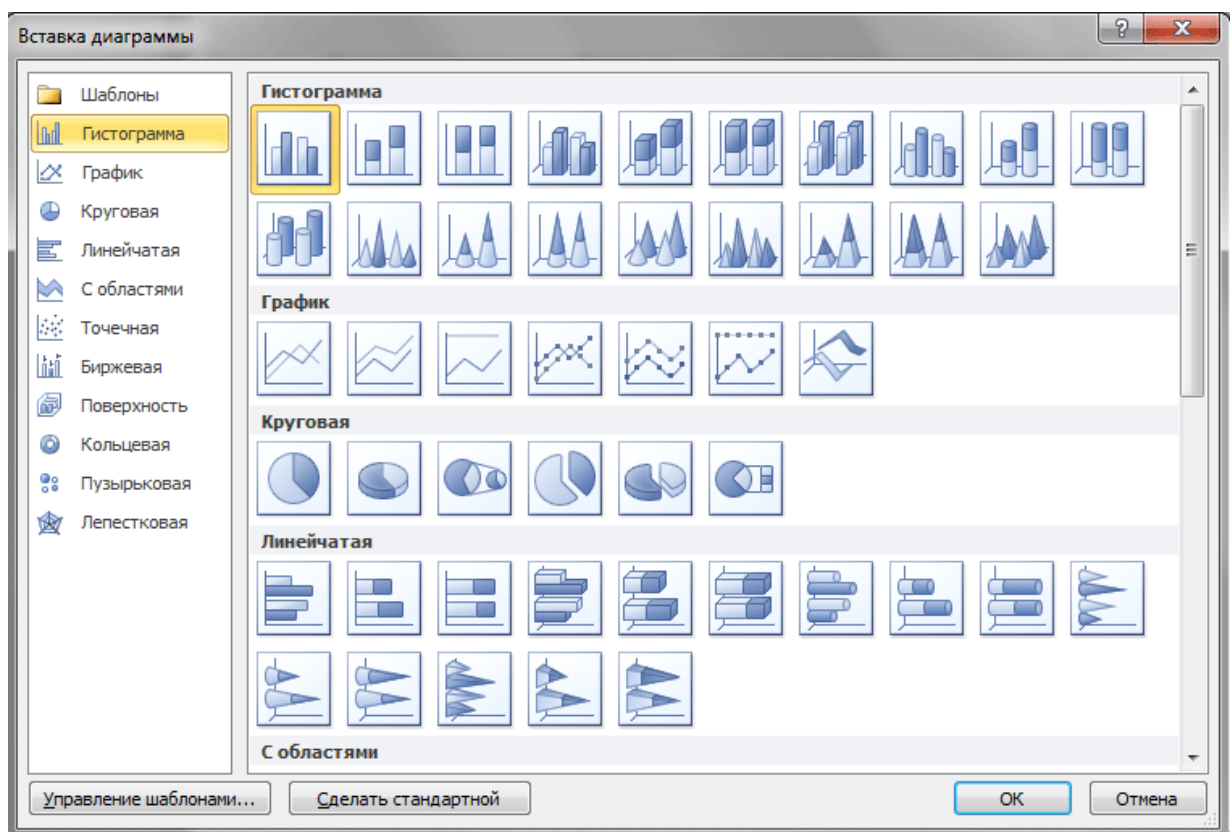 Вставка диаграммы
Шаблоны
Гистограмма
График
Круговая
Линейчатая
С областями
Точечная
Биржевая
Поверхность
Кольцевая
Пузырьковая
Лепестковая
Гистограмма
График
Круговая
Линейчатая
С областями
Управление шаблонами...
Сделать стандартной
ОК
Отмена